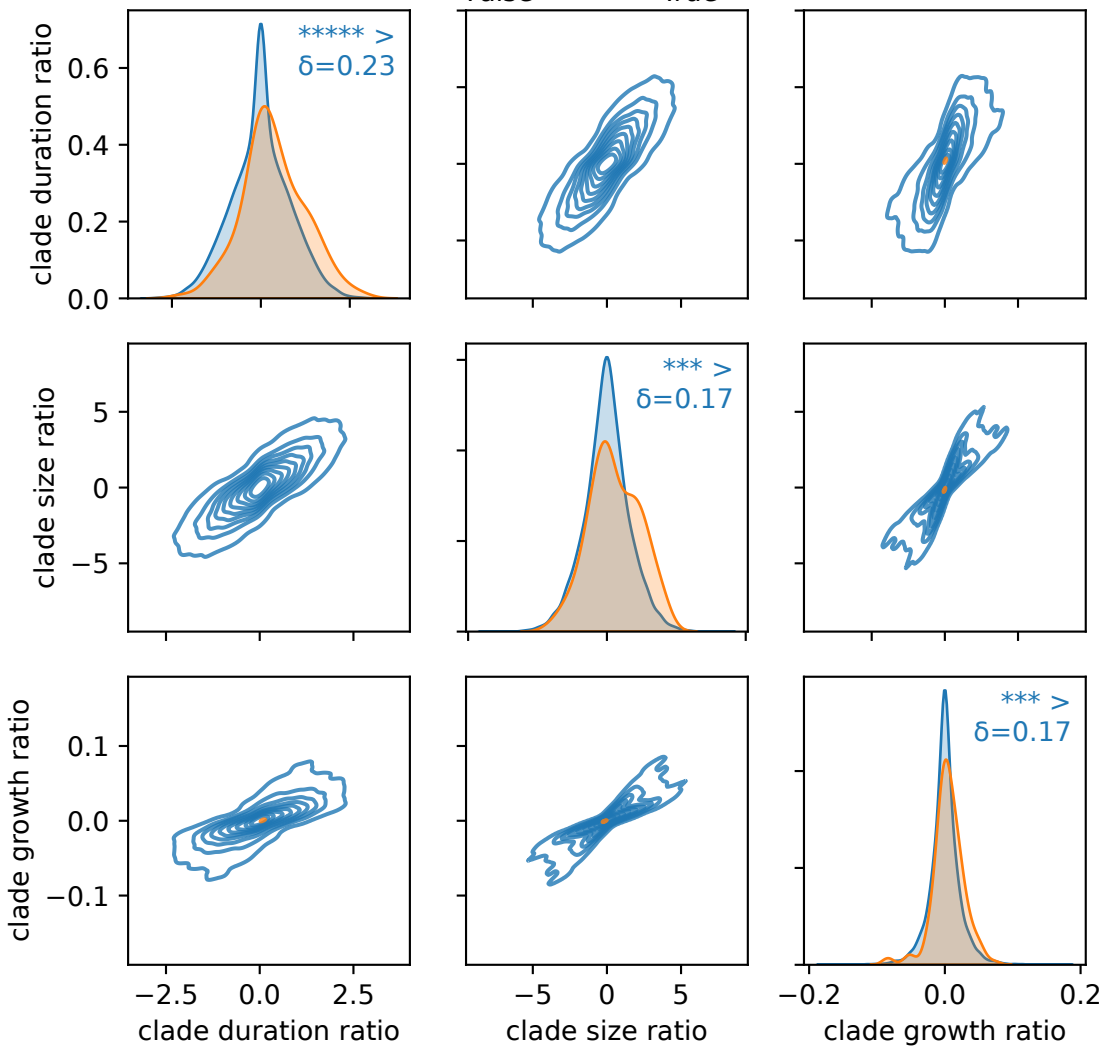 ***** >
δ=0.23
clade duration ratio
0.6
0.4
0.2
0.0
*** >
δ=0.17
clade size ratio
5
0
−5
*** >
δ=0.17
clade growth ratio
0.1
0.0
−0.1
−2.5 0.0 2.5
−5 0 5
−0.2 0.0 0.2
clade duration ratio
clade size ratio
clade growth ratio